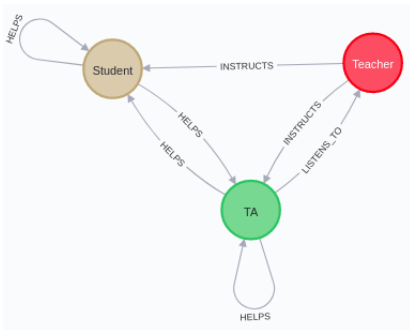 HELPS
Student
INSTRUCTS
Teacher
HELPS
HELPS
INSTRUCTS
LISTENS_TO
TA
HELPS